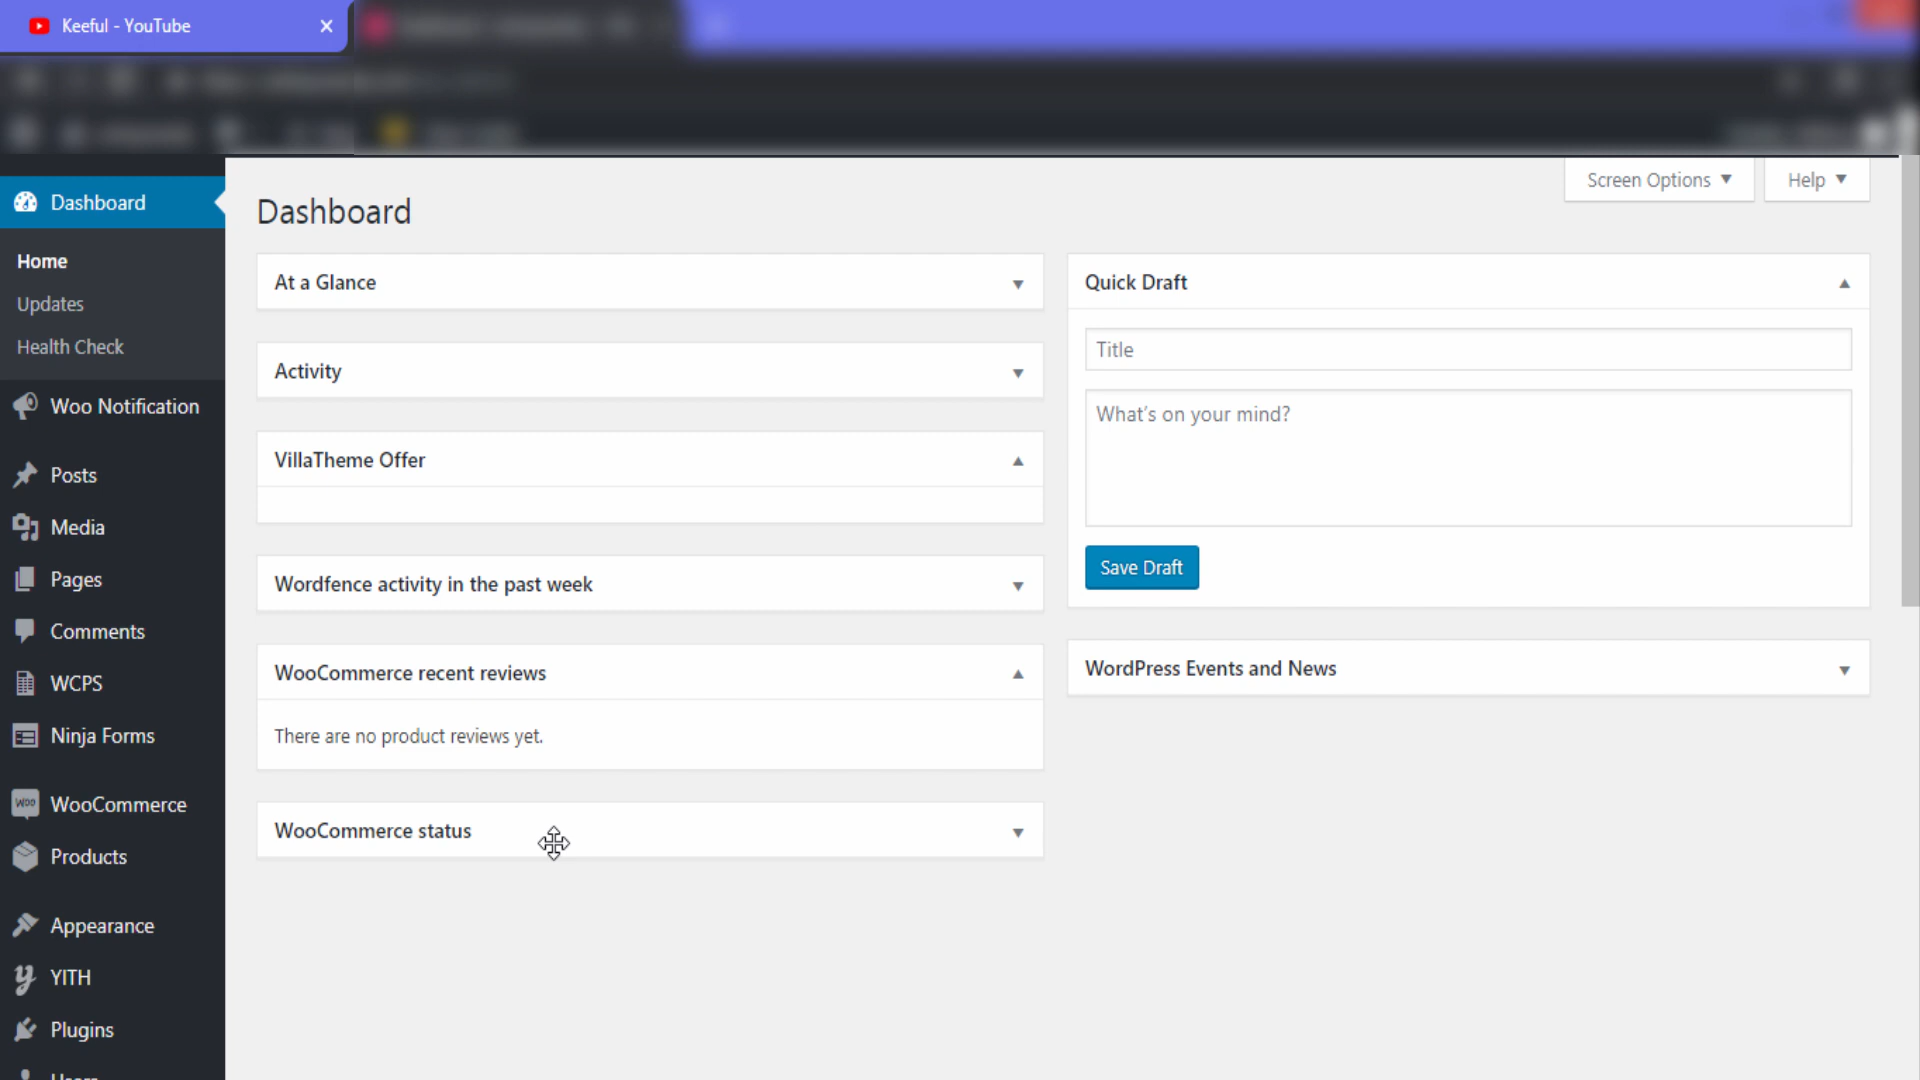 Keeful - YouTube
Screen Options
Help
Dashboard
Dashboard
Home
Updates
Health Check
Woo Notification
Posts
Media
Pages
Comments
WCPS
Ninja Forms
Woo
WooCommerce
Products
Appearance
YITH
Plugins
At a Glance
Activity
VillaTheme Offer
Wordfence activity in the past week
WooCommerce recent reviews
There are no product reviews yet.
WooCommerce status
Quick Draft
Title
What's on your mind?
Save Draft
WordPress Events and News